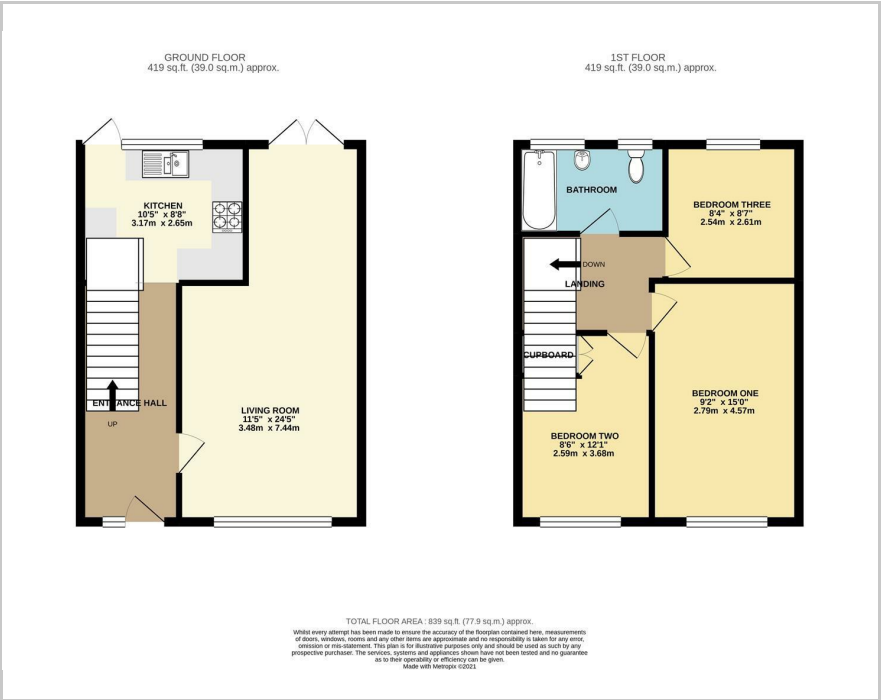 GROUND FLOOR
419 sq.ft. (39.0 sq.m.) approx.
1ST FLOOR
419 sq.ft. (39.0 sq.m.) approx.
KITCHEN
10'5" x 8'8"
3.17m x 2.65m
ENTRANCE HALL
UP
LIVING ROOM
11'5" x 24'5"
3.48m x 7.44m
BATHROOM
BEDROOM THREE
8'4" x 8'7"
2.54m x 2.61m
DOWN
LANDING
CUPBOARD
BEDROOM ONE
9'2" x 15'0"
2.79m x 4.57m
BEDROOM TWO
8'6" x 12'1"
2.59m x 3.68m
TOTAL FLOOR AREA : 839 sq.ft. (77.9 sq.m.) approx.
Whilst every attempt has been made to ensure the accuracy of the floorplan contained here, measurements
of doors, windows, rooms and any other items are approximate and no responsibility is taken for any error,
omission or mis-statement. This plan is for illustrative purposes only and should be used as such by any
prospective purchaser. The services, systems and appliances shown have not been tested and no guarantee
as to their operability or efficiency can be given.
Made with Metropix ©2021